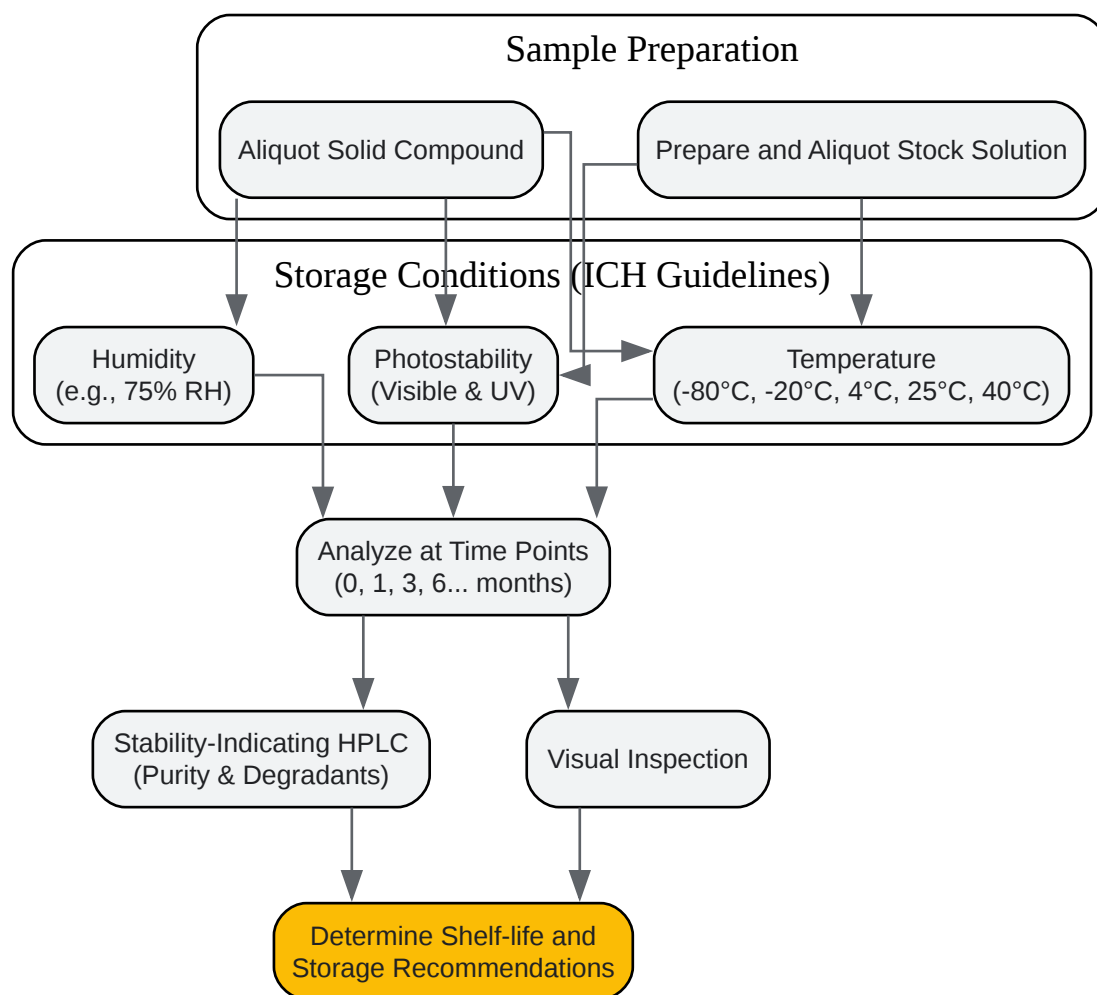 Sample Preparation
Aliquot Solid Compound
Prepare and Aliquot Stock Solution
Storage Conditions (ICH Guidelines)
Humidity
(e.g., 75% RH)
Photostability
(Visible & UV)
Temperature
(-80°C, -20°C, 4°C, 25°C, 40°C)
Analyze at Time Points
(0, 1, 3, 6... months)
Stability-Indicating HPLC
(Purity & Degradants)
Visual Inspection
Determine Shelf-life and
Storage Recommendations